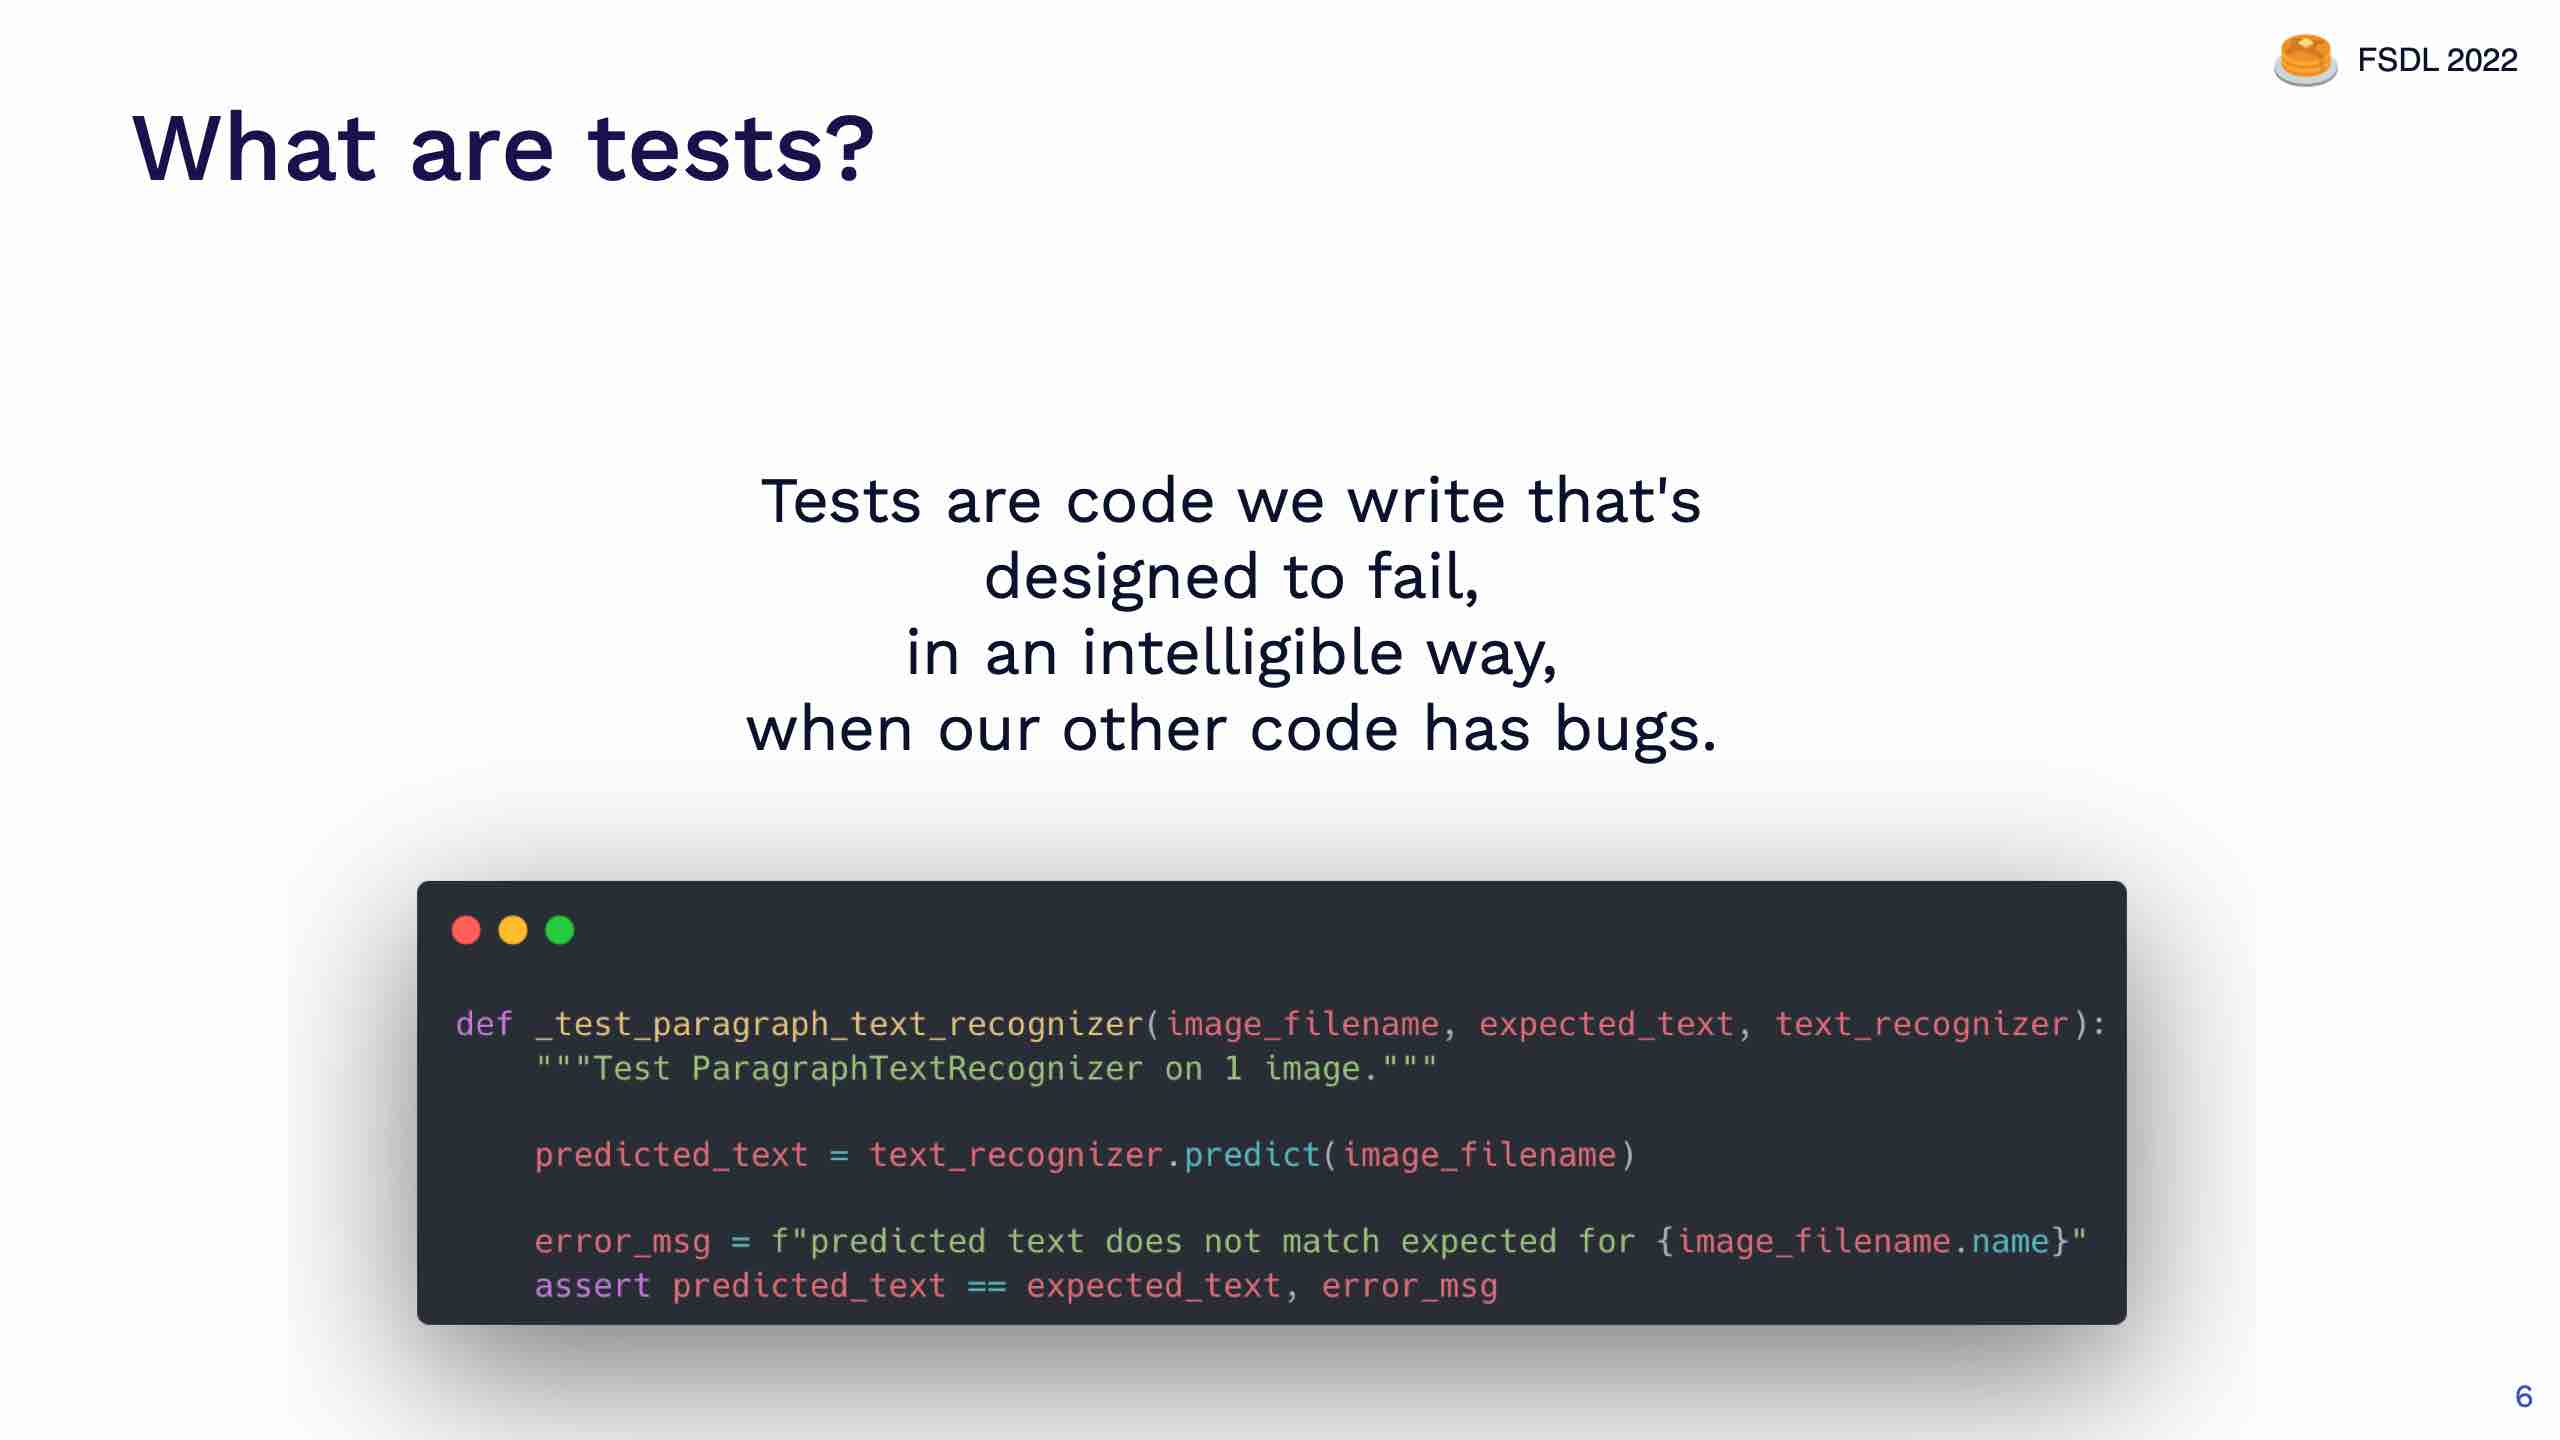 FSDL 2022
What are tests?
Tests are code we write that's
designed to fail,
in an intelligible way,
when our other code has bugs.
def _test_paragraph_text_recognizer(image_filename, expected_text, text_recognizer):
    """Test ParagraphTextRecognizer on 1 image."""
    predicted_text = text_recognizer.predict(image_filename)
    error_msg = f"predicted text does not match expected for {image_filename.name}"
    assert predicted_text == expected_text, error_msg
6